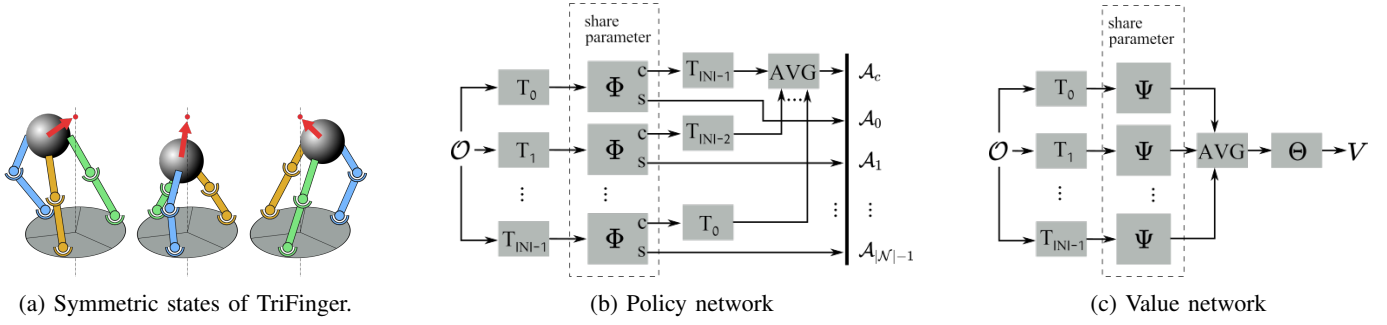 share
parameter
𝒪
T₀
T₁
⋮
T|N|-1
Φ
c
s
Φ
c
s
⋮
Φ
c
s
T|N|-1
T|N|-2
T₀
AVG
.....
𝒜c
𝒜₀
𝒜₁
⋮ ⋮
𝒜|𝒩|−1
share
parameter
𝒪
T₀
T₁
⋮
T|N|-1
Ψ
Ψ
⋮
Ψ
AVG
Θ
V
(a) Symmetric states of TriFinger.
(b) Policy network
(c) Value network